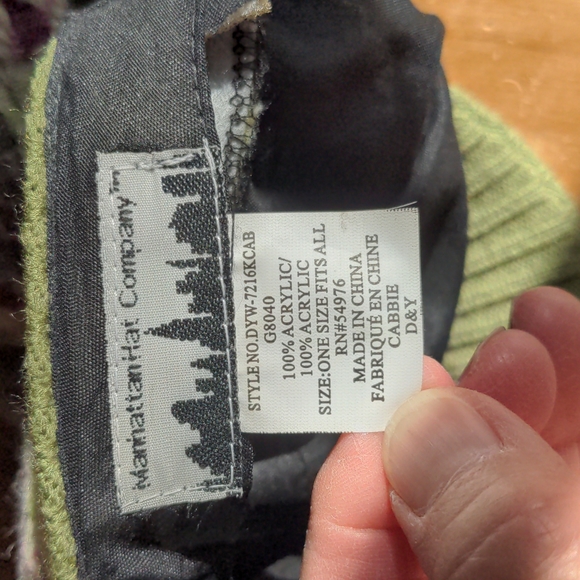 Manhattan Hat Company™
STYLE NO.DYW-7216KCAB
G8040
100% ACRYLIC/
100% ACRYLIC
SIZE:ONE SIZE FITS ALL
RN#54976
MADE IN CHINA
FABRIQUÉ EN CHINE
CABBIE
D&Y